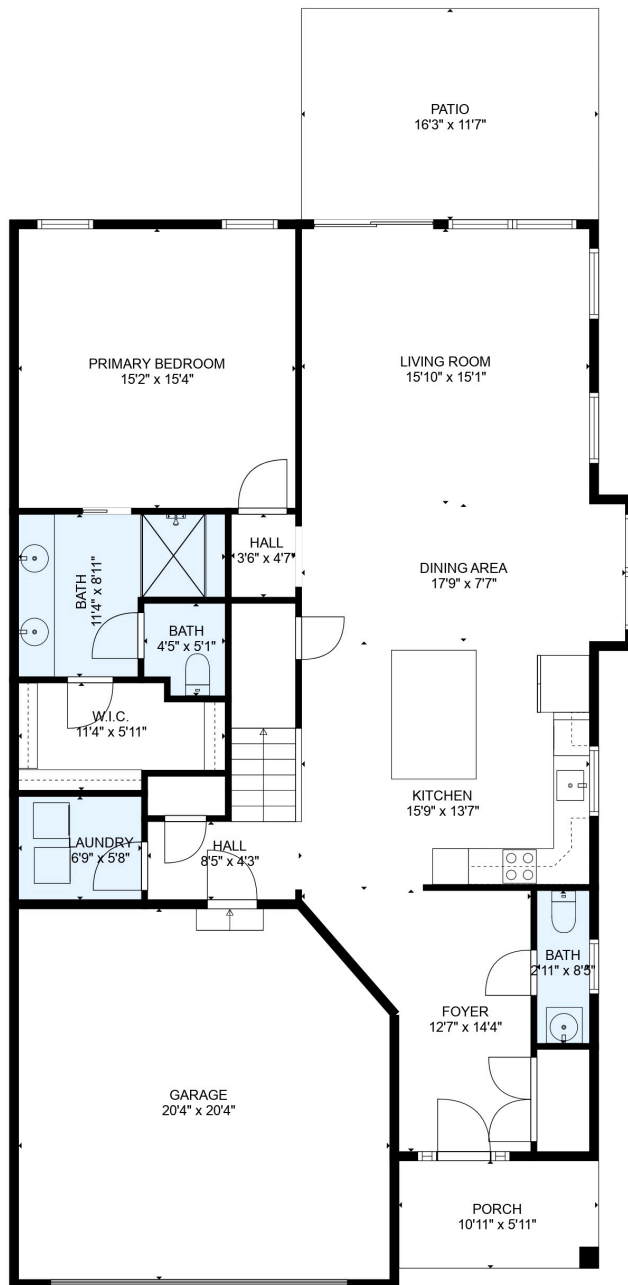 PATIO
16'3" x 11'7"
PRIMARY BEDROOM
15'2" x 15'4"
LIVING ROOM
15'10" x 15'1"
HALL
3'6" x 4'7"
DINING AREA
17'9" x 7'7"
BATH
11'4" x 8'11"
BATH
4'5" x 5'1"
W.I.C.
11'4" x 5'11"
KITCHEN
15'9" x 13'7"
LAUNDRY
6'9" x 5'8"
HALL
8'5" x 4'3"
BATH
2'11" x 8'5"
FOYER
12'7" x 14'4"
GARAGE
20'4" x 20'4"
PORCH
10'11" x 5'11"